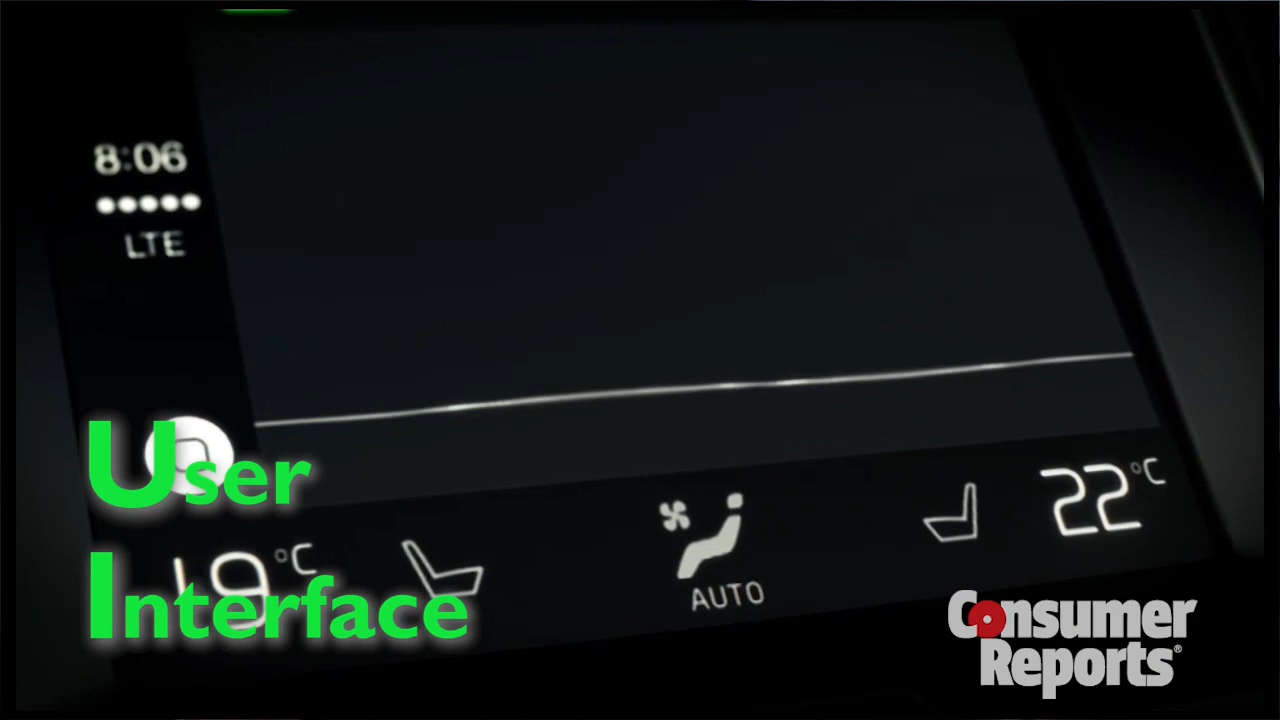 8:06
LTE
User
Interface
19°C
AUTO
22°C
Consumer
Reports®